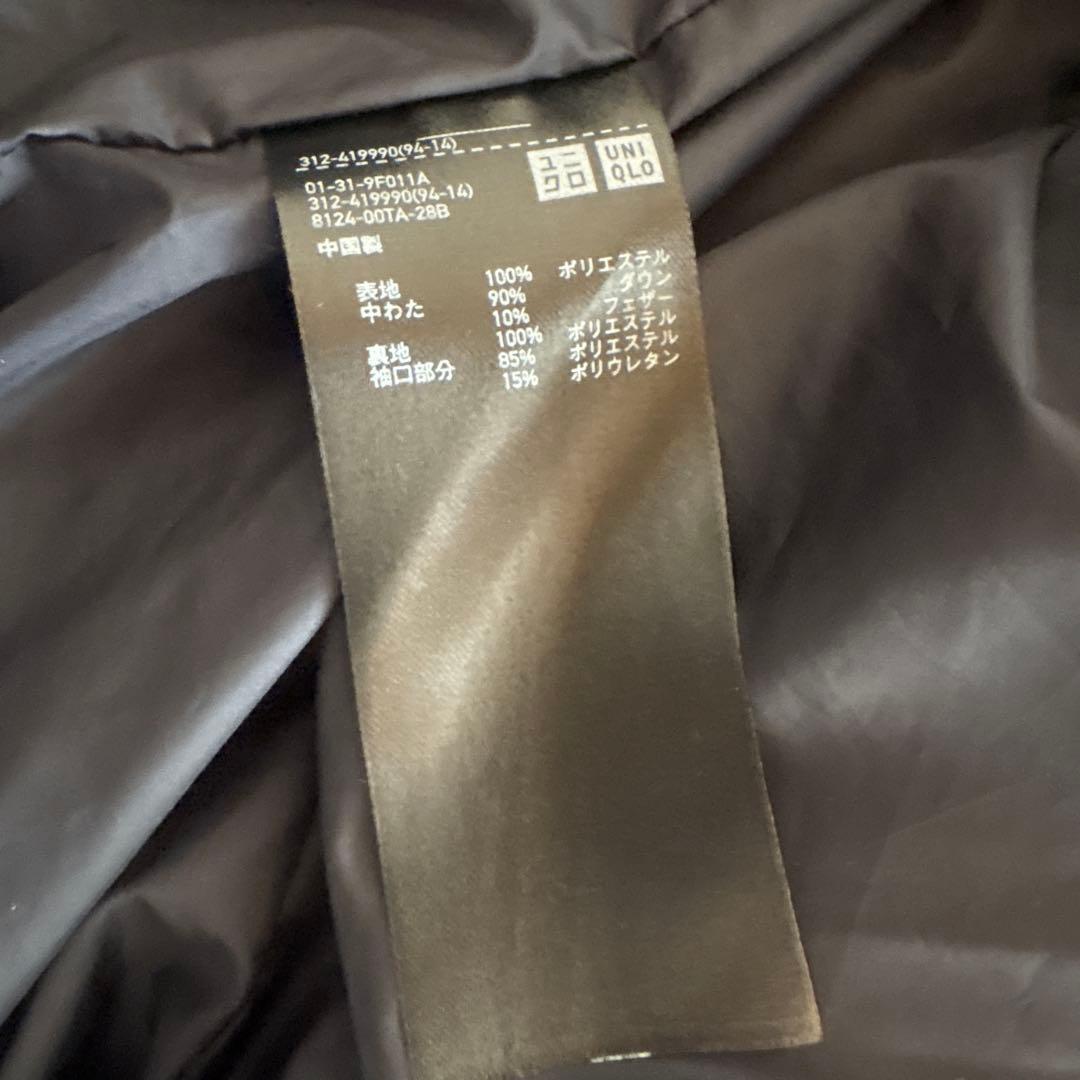 312-419990(94-14)
ユニ
クロ
UNI
QLO
01-31-9F011A
312-419990(94-14)
8124-00TA-28B
中国製
表地 100% ポリエステル
中わた 90% ダウン
10% フェザー
裏地 100% ポリエステル
袖口部分 85% ポリエステル
15% ポリウレタン